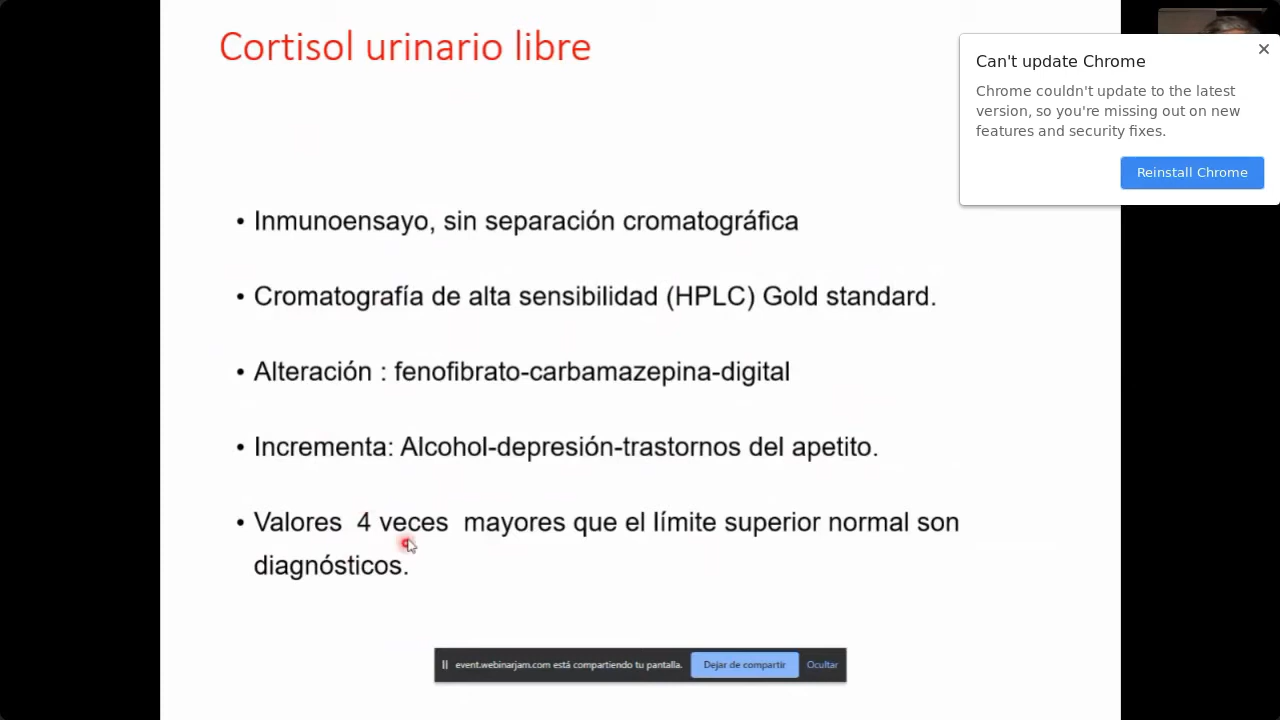 Cortisol urinario libre
Can't update Chrome
Chrome couldn't update to the latest
version, so you're missing out on new
features and security fixes.
Reinstall Chrome
• Inmunoensayo, sin separación cromatográfica
• Cromatografía de alta sensibilidad (HPLC) Gold standard.
• Alteración : fenofibrato-carbamazepina-digital
• Incrementa: Alcohol-depresión-trastornos del apetito.
• Valores 4 veces mayores que el límite superior normal son
diagnósticos.
event.webinarjam.com está compartiendo tu pantalla. Dejar de compartir Ocultar